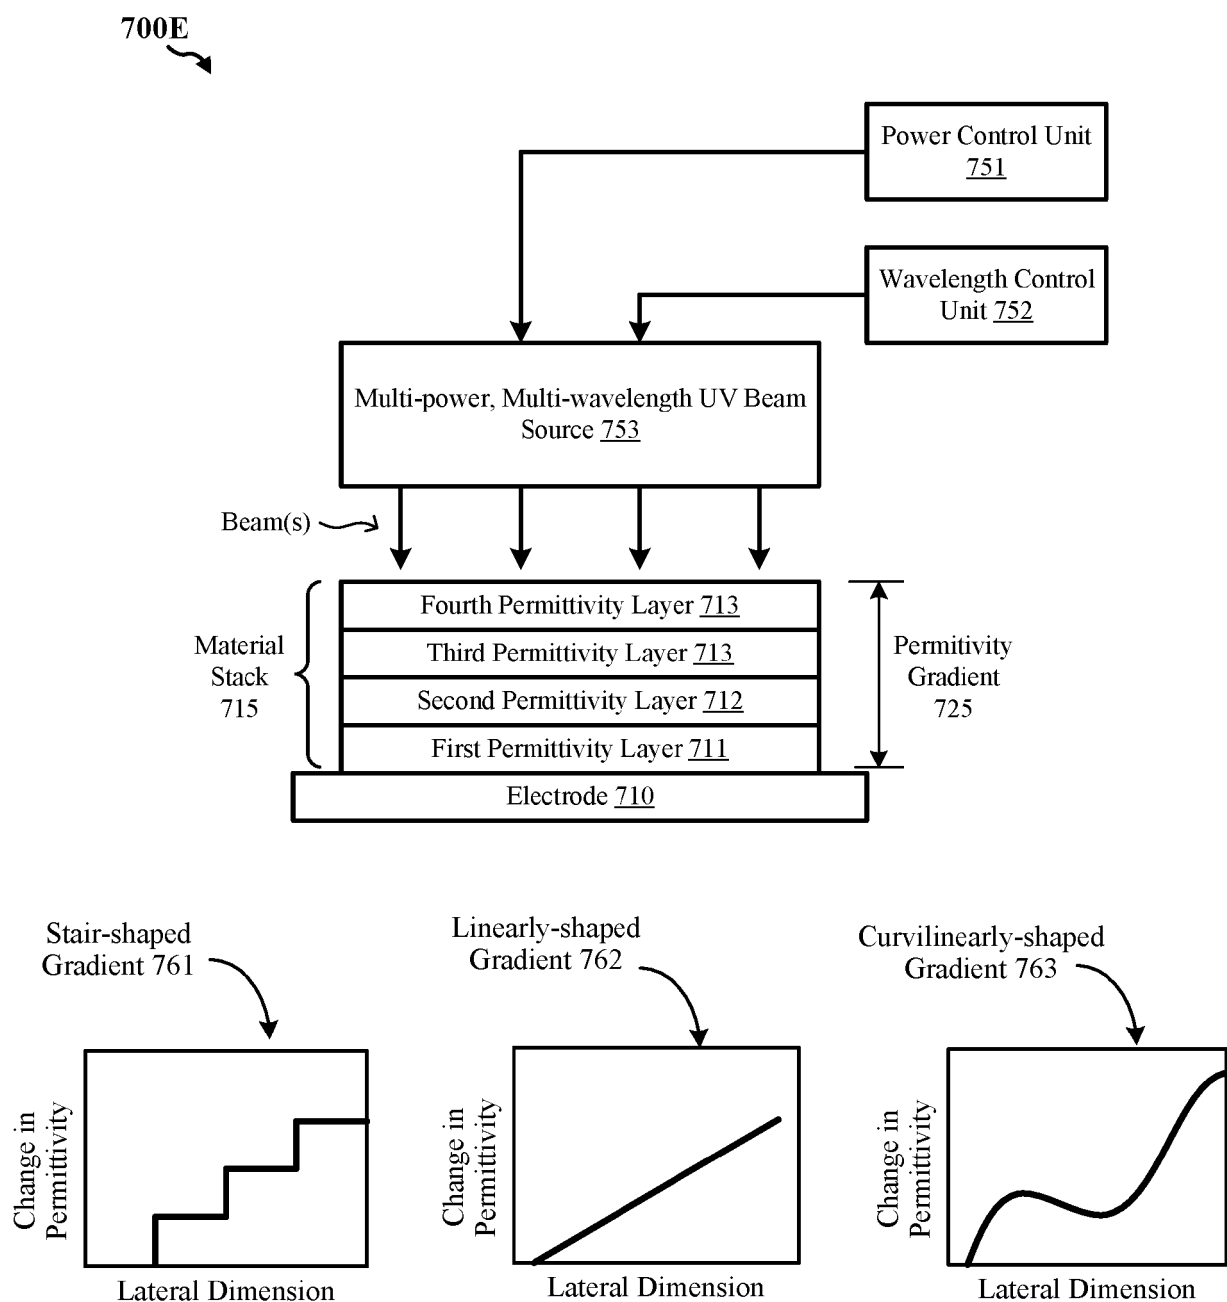 700E
Power Control Unit
751
Wavelength Control
Unit 752
Multi-power, Multi-wavelength UV Beam
Source 753
Beam(s)
Fourth Permittivity Layer 713
Third Permittivity Layer 713
Second Permittivity Layer 712
First Permittivity Layer 711
Electrode 710
Material
Stack
715
Permitivity
Gradient
725
Stair-shaped
Gradient 761
Change in
Permittivity
Lateral Dimension
Linearly-shaped
Gradient 762
Change in
Permittivity
Lateral Dimension
Curvilinearly-shaped
Gradient 763
Change in
Permittivity
Lateral Dimension